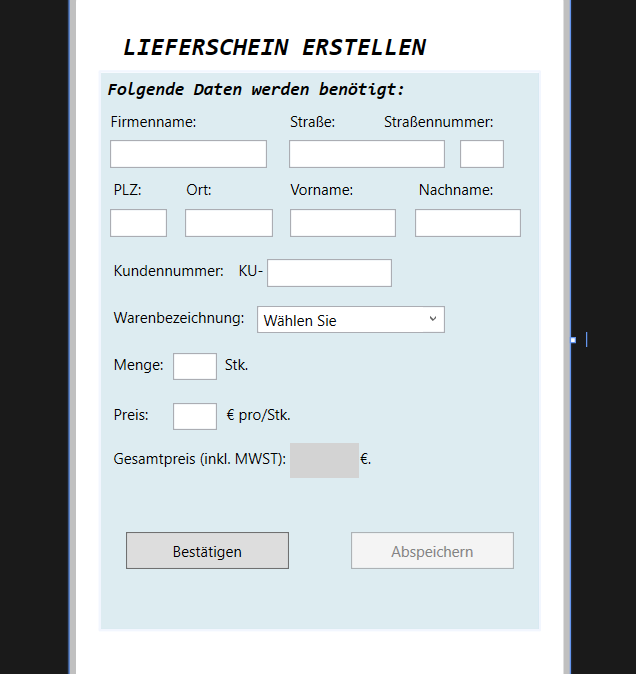 LIEFERSCHEIN ERSTELLEN
Folgende Daten werden benötigt:
Firmenname: Straße: Straßennummer:
PLZ: Ort: Vorname: Nachname:
Kundennummer: KU-
Warenbezeichnung: Wählen Sie
Menge: Stk.
Preis: € pro/Stk.
Gesamtpreis (inkl. MWST): €.
Bestätigen Abspeichern